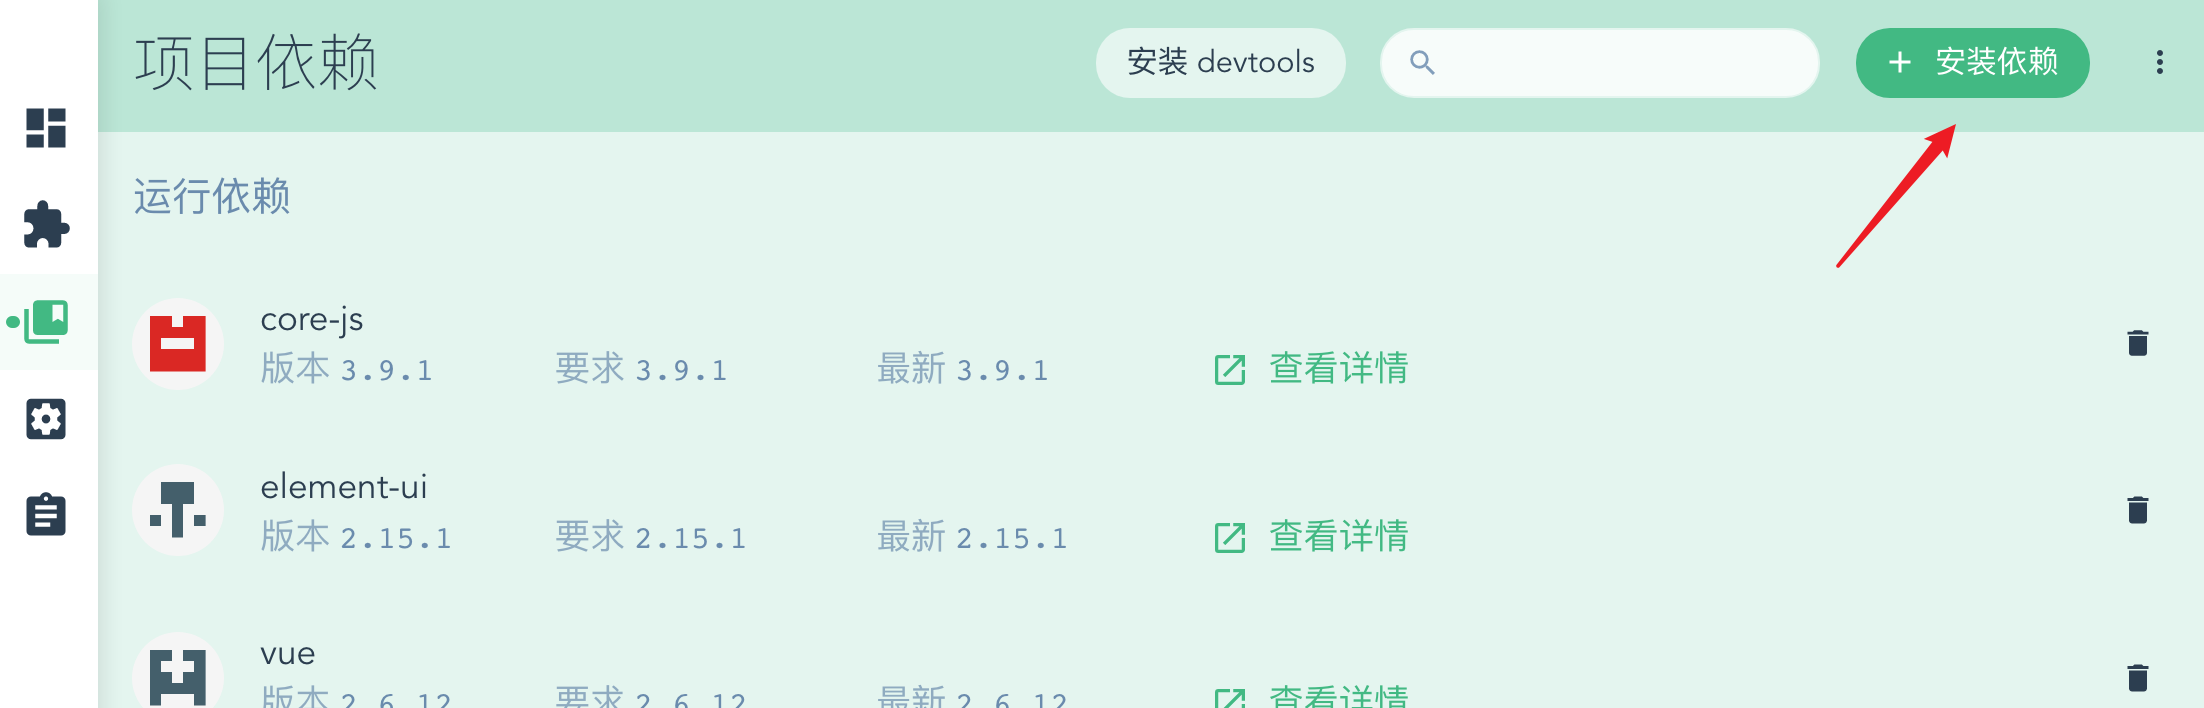 项目依赖
安装 devtools
安装依赖
运行依赖
core-js
版本 3.9.1 要求 3.9.1 最新 3.9.1 查看详情
element-ui
版本 2.15.1 要求 2.15.1 最新 2.15.1 查看详情
vue
版本 2.6.12 要求 2.6.12 最新 2.6.12 查看详情